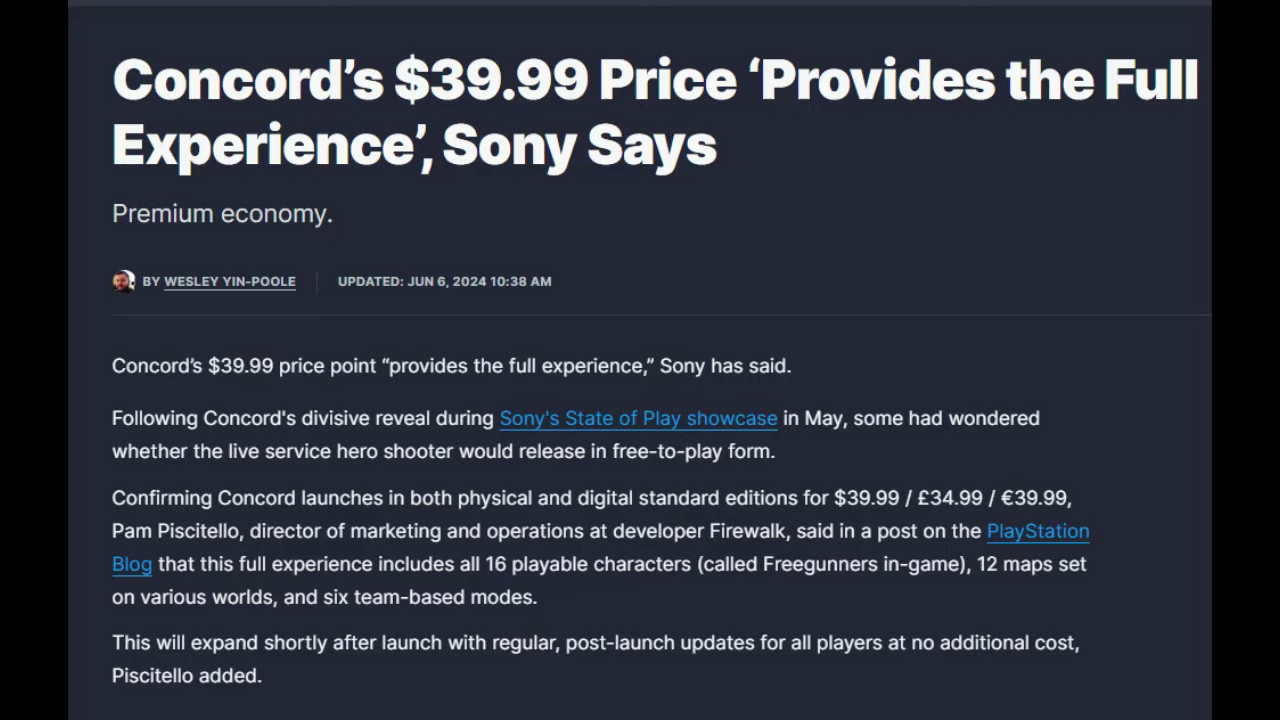 Concord’s $39.99 Price ‘Provides the Full
Experience’, Sony Says
Premium economy.
BY WESLEY YIN-POOLE UPDATED: JUN 6, 2024 10:38 AM
Concord’s $39.99 price point “provides the full experience,” Sony has said.
Following Concord's divisive reveal during Sony's State of Play showcase in May, some had wondered
whether the live service hero shooter would release in free-to-play form.
Confirming Concord launches in both physical and digital standard editions for $39.99 / £34.99 / €39.99,
Pam Piscitello, director of marketing and operations at developer Firewalk, said in a post on the PlayStation
Blog that this full experience includes all 16 playable characters (called Freegunners in-game), 12 maps set
on various worlds, and six team-based modes.
This will expand shortly after launch with regular, post-launch updates for all players at no additional cost,
Piscitello added.